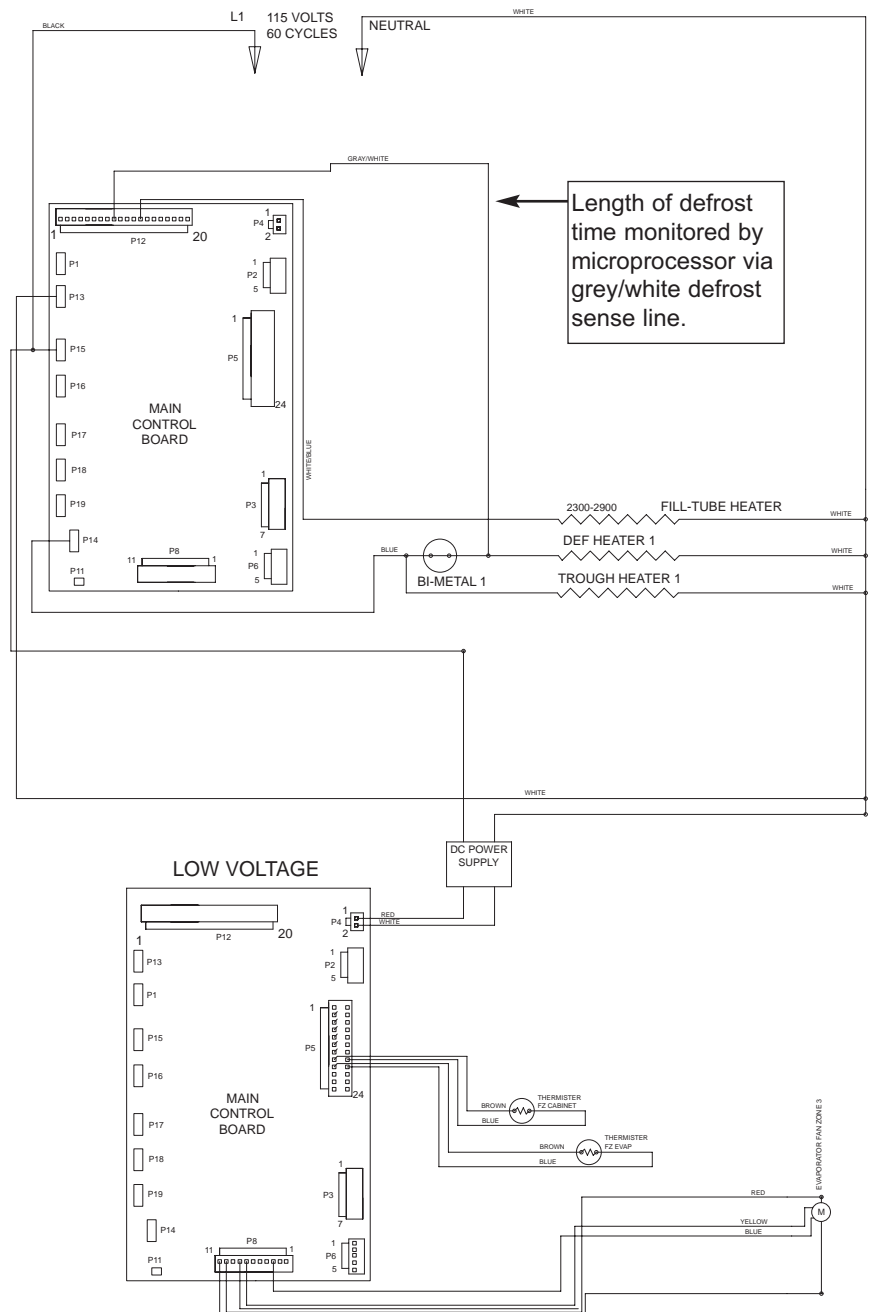 L1 115 VOLTS
60 CYCLES
NEUTRAL
WHITE
BLACK
GRAY/WHITE
Length of defrost
time monitored by
microprocessor via
grey/white defrost
sense line.
1 P12 20
1
P4
2
P1
1
P2
5
P13
1
P5
24
P15
P16
MAIN
CONTROL
BOARD
P17
P18
P19
P14
P11
1
P3
7
11 P8 1
1
P6
5
WHITE/BLUE
2300-2900 FILL-TUBE HEATER
WHITE
BLUE
BI-METAL 1
DEF HEATER 1
WHITE
TROUGH HEATER 1
WHITE
WHITE
DC POWER
SUPPLY
LOW VOLTAGE
1 P12 20
1
P4
2
RED
WHITE
P13
1
P2
5
P1
1
P5
24
P15
P16
MAIN
CONTROL
BOARD
P17
P18
P19
P14
P11
1
P3
7
11 P8 1
1
P6
5
BROWN
THERMISTER
FZ CABINET
BLUE
BROWN
THERMISTER
FZ EVAP
BLUE
EVAPORATOR FAN ZONE 3
RED
M
YELLOW
BLUE